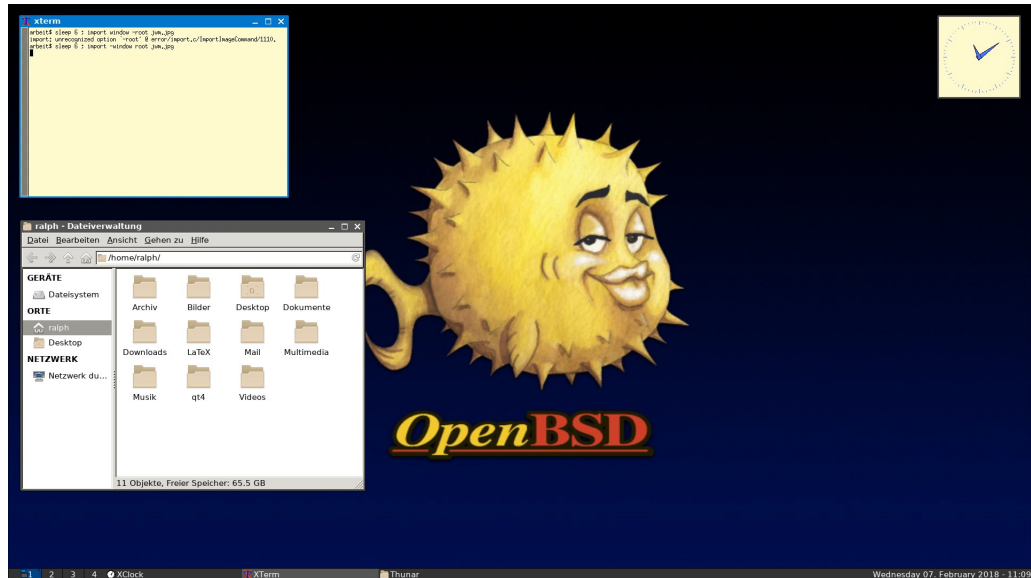 xterm
arbeit$ sleep 6 ; import window -root jwm.jpg
import: unrecognized option `-root' @ error/import.c/ImportImageCommand/1110.
arbeit$ sleep 6 ; import -window root jwm.jpg
ralph - Dateiverwaltung
Datei Bearbeiten Ansicht Gehen zu Hilfe
/home/ralph/
GERÄTE
Dateisystem
ORTE
ralph
Desktop
NETZWERK
Netzwerk du...
Archiv Bilder Desktop Dokumente
Downloads LaTeX Mail Multimedia
Musik qt4 Videos
11 Objekte, Freier Speicher: 65.5 GB
OpenBSD
1 2 3 4 XClock XTerm Thunar Wednesday 07. February 2018 - 11:09